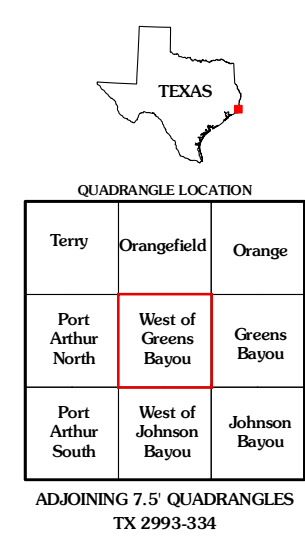 TEXAS
QUADRANGLE LOCATION
Terry
Orangefield
Orange
Port
Arthur
North
West of
Greens
Bayou
Greens
Bayou
Port
Arthur
South
West of
Johnson
Bayou
Johnson
Bayou
ADJOINING 7.5' QUADRANGLES
TX 2993-334